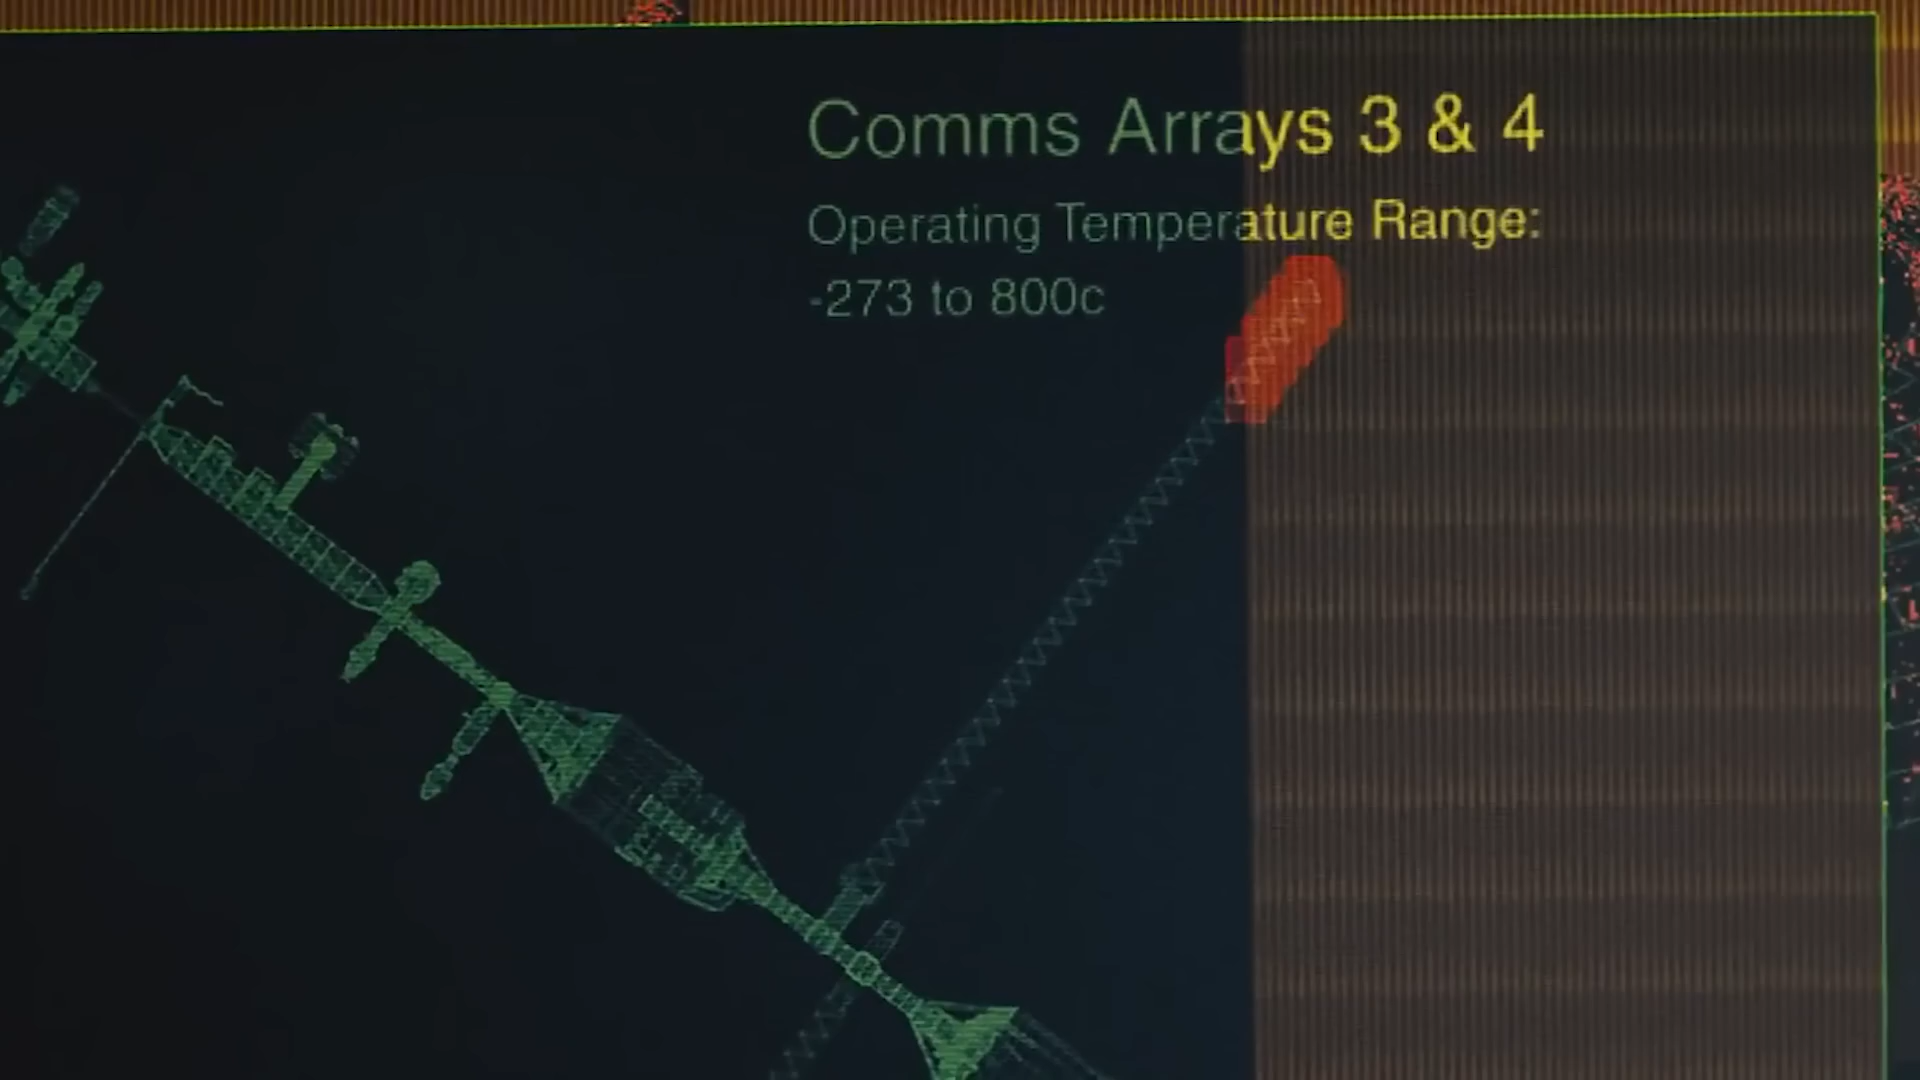 Comms Arrays 3 & 4
Operating Temperature Range:
-273 to 800c